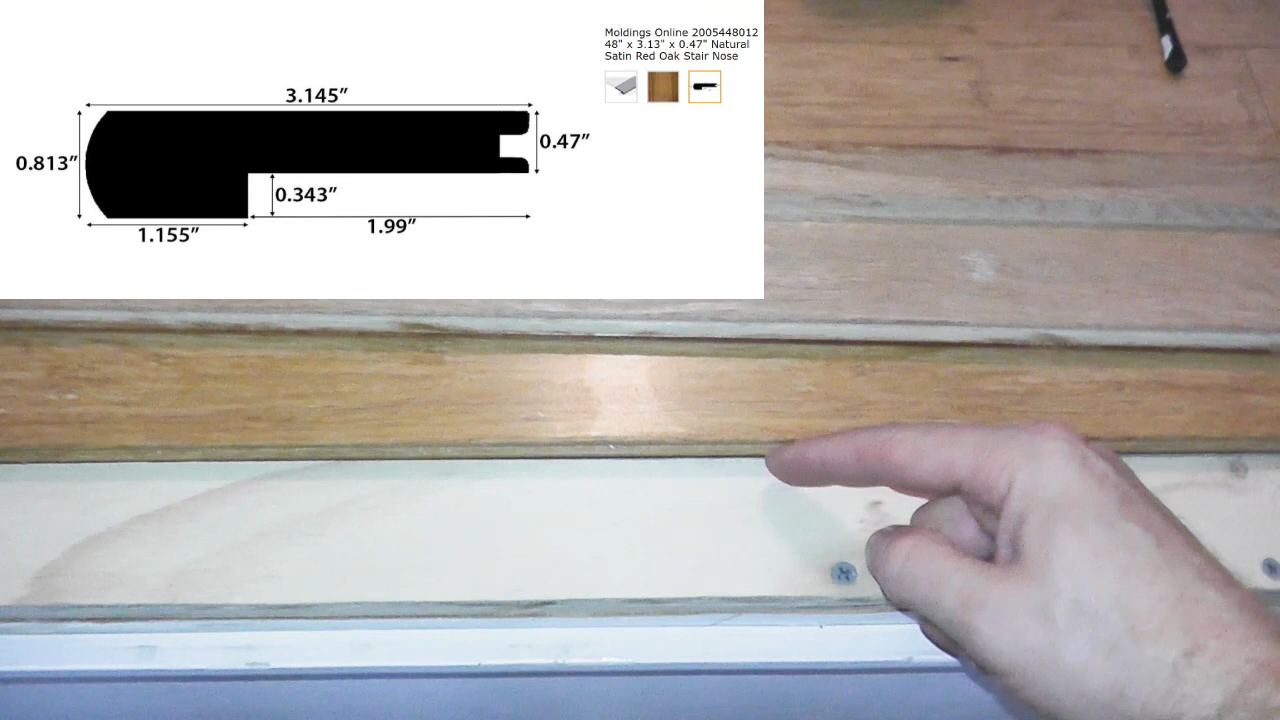 Moldings Online 2005448012
48" x 3.13" x 0.47" Natural
Satin Red Oak Stair Nose
3.145”
0.813”
0.47”
0.343”
1.155”
1.99”